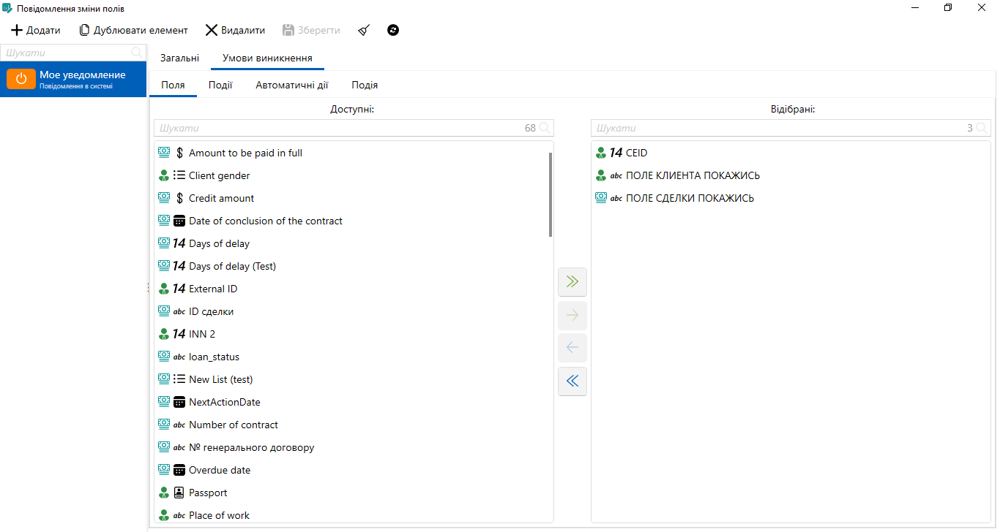 Повідомлення зміни полів
Додати Дублювати елемент Видалити Зберегти
Шукати
Мое уведомление
Повідомлення в системі
Загальні Умови виникнення
Поля Події Автоматичні дії Подія
Доступні:
Шукати 68
$ Amount to be paid in full
Client gender
$ Credit amount
Date of conclusion of the contract
14 Days of delay
14 Days of delay (Test)
14 External ID
abc ID сделки
14 INN 2
abc loan_status
New List (test)
NextActionDate
abc Number of contract
abc № генерального договору
Overdue date
Passport
abc Place of work
Відібрані:
Шукати 3
14 CEID
abc ПОЛЕ КЛИЕНТА ПОКАЖИСЬ
abc ПОЛЕ СДЕЛКИ ПОКАЖИСЬ